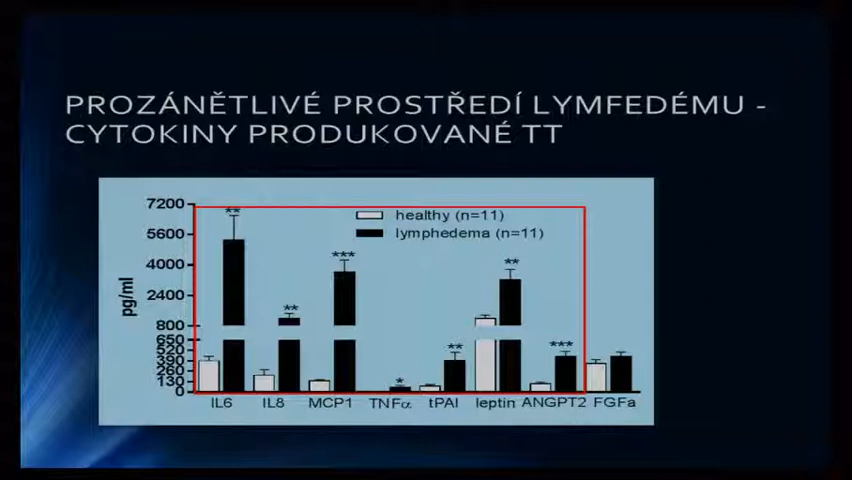 PROZÁNĚTLIVÉ PROSTŘEDÍ LYMFEDÉMU -
CYTOKINY PRODUKOVANÉ TT
7200
5600
4000
2400
800
650
520
390
260
130
0
pg/ml
healthy (n=11)
lymphedema (n=11)
** ** *** * ** ** ***
IL6 IL8 MCP1 TNFα tPAI leptin ANGPT2 FGFa